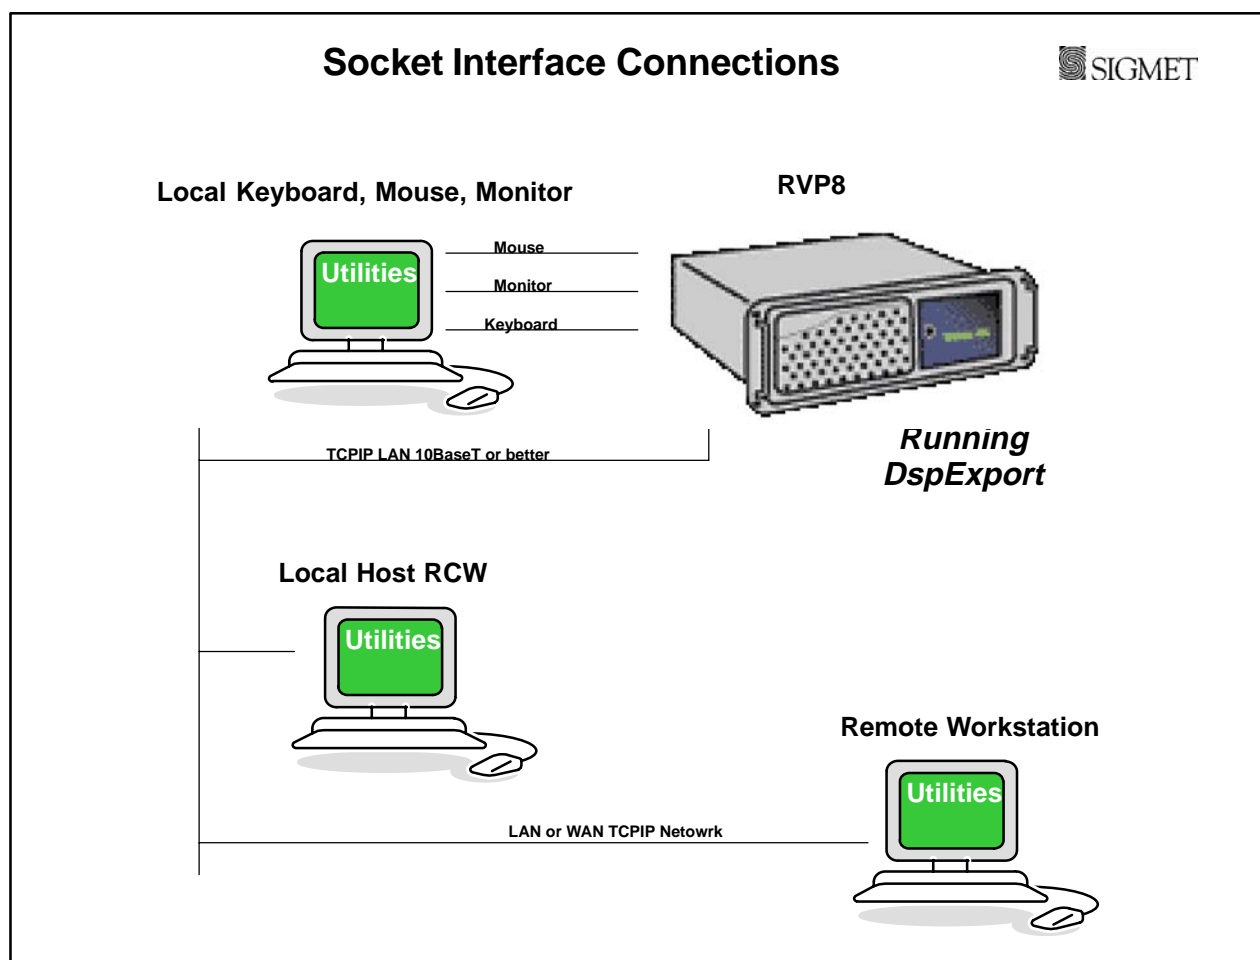 Socket Interface Connections
SIGMET
Local Keyboard, Mouse, Monitor
RVP8
Utilities
Mouse
Monitor
Keyboard
Running
DspExport
TCPIP LAN 10BaseT or better
Local Host RCW
Utilities
Remote Workstation
Utilities
LAN or WAN TCPIP Netowrk